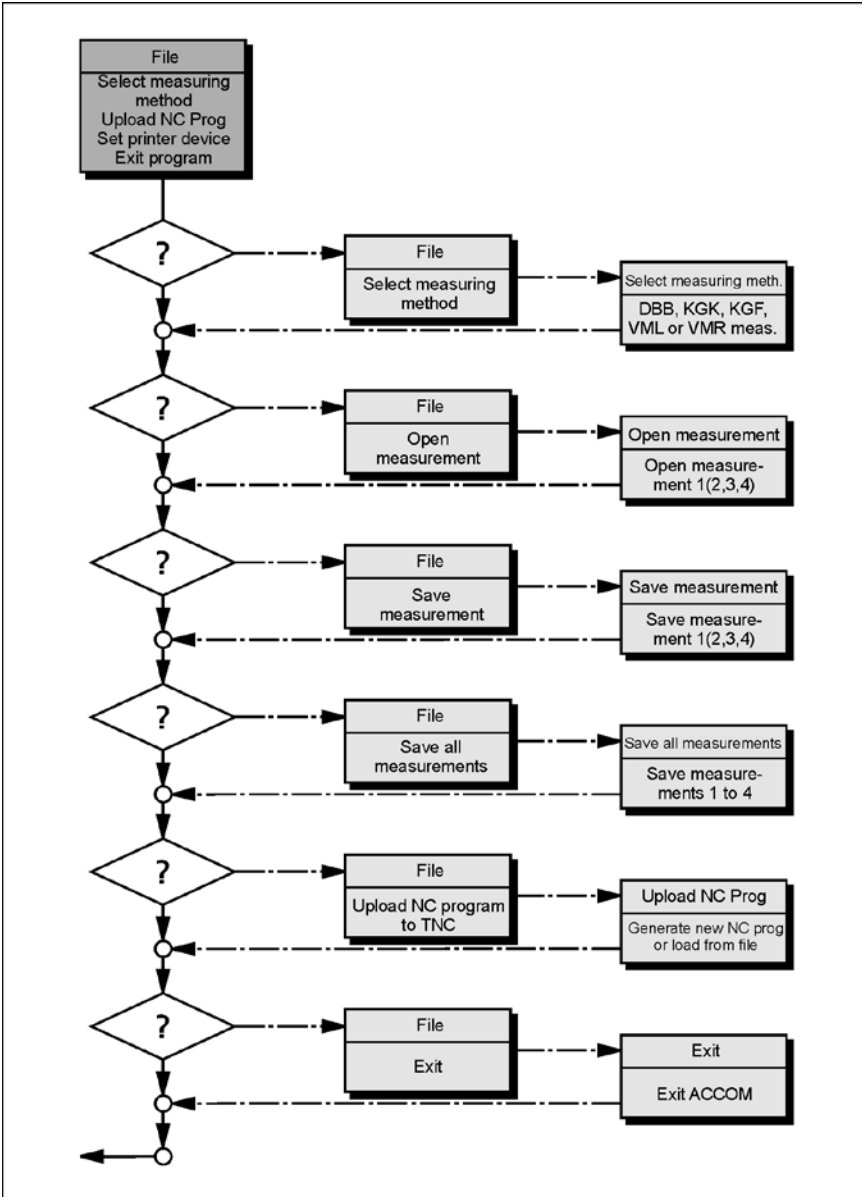 File
Select measuring
method
Upload NC Prog
Set printer device
Exit program
?
File
Select measuring
method
Select measuring meth.
DBB, KGK, KGF,
VML or VMR meas.
?
File
Open
measurement
Open measurement
Open measure-
ment 1(2,3,4)
?
File
Save
measurement
Save measurement
Save measure-
ment 1(2,3,4)
?
File
Save all
measurements
Save all measurements
Save measure-
ments 1 to 4
?
File
Upload NC program
to TNC
Upload NC Prog
Generate new NC prog
or load from file
?
File
Exit
Exit
Exit ACCOM